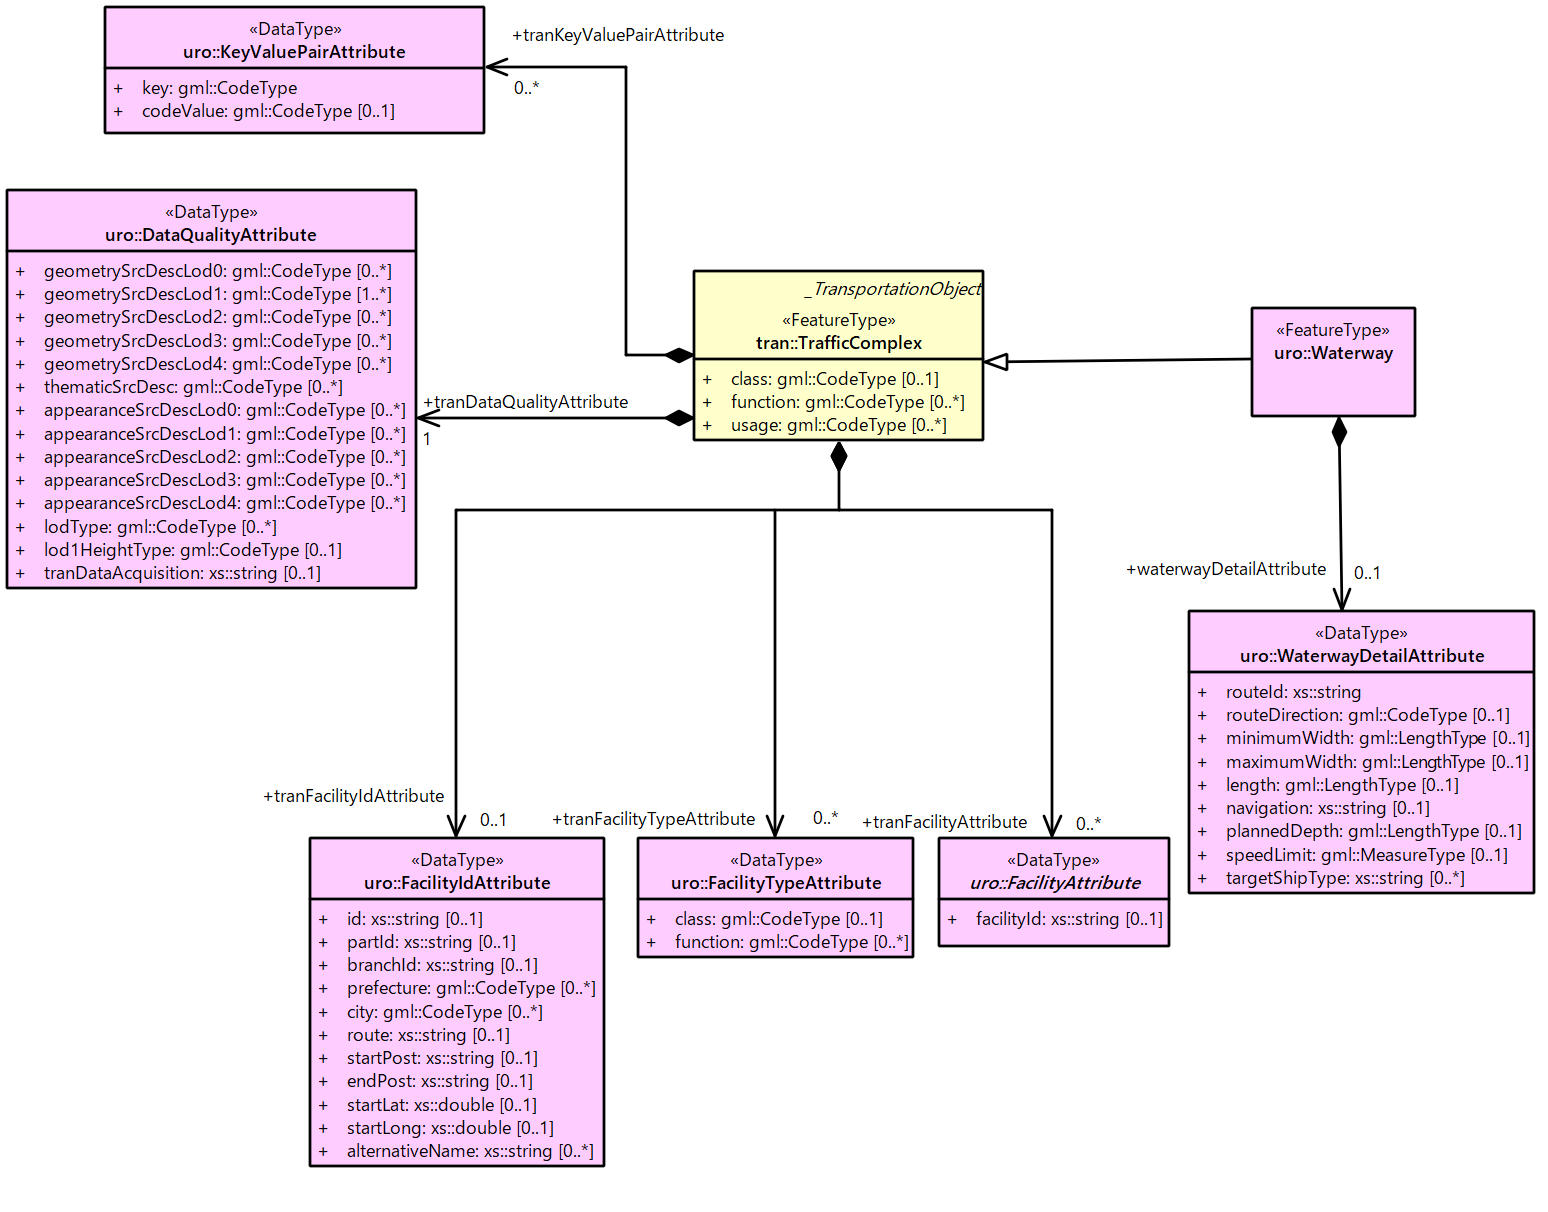 «DataType»
uro::KeyValuePairAttribute
+ key: gml::CodeType
+ codeValue: gml::CodeType [0..1]
+tranKeyValuePairAttribute
0..*
«DataType»
uro::DataQualityAttribute
+ geometrySrcDescLod0: gml::CodeType [0..*]
+ geometrySrcDescLod1: gml::CodeType [1..*]
+ geometrySrcDescLod2: gml::CodeType [0..*]
+ geometrySrcDescLod3: gml::CodeType [0..*]
+ geometrySrcDescLod4: gml::CodeType [0..*]
+ thematicSrcDesc: gml::CodeType [0..*]
+ appearanceSrcDescLod0: gml::CodeType [0..*]
+ appearanceSrcDescLod1: gml::CodeType [0..*]
+ appearanceSrcDescLod2: gml::CodeType [0..*]
+ appearanceSrcDescLod3: gml::CodeType [0..*]
+ appearanceSrcDescLod4: gml::CodeType [0..*]
+ lodType: gml::CodeType [0..*]
+ lod1HeightType: gml::CodeType [0..1]
+ tranDataAcquisition: xs::string [0..1]
+tranDataQualityAttribute
1
_TransportationObject
«FeatureType»
tran::TrafficComplex
+ class: gml::CodeType [0..1]
+ function: gml::CodeType [0..*]
+ usage: gml::CodeType [0..*]
«FeatureType»
uro::Waterway
+waterwayDetailAttribute
0..1
«DataType»
uro::WaterwayDetailAttribute
+ routeId: xs::string
+ routeDirection: gml::CodeType [0..1]
+ minimumWidth: gml::LengthType [0..1]
+ maximumWidth: gml::LengthType [0..1]
+ length: gml::LengthType [0..1]
+ navigation: xs::string [0..1]
+ plannedDepth: gml::LengthType [0..1]
+ speedLimit: gml::MeasureType [0..1]
+ targetShipType: xs::string [0..*]
+tranFacilityIdAttribute
0..1
«DataType»
uro::FacilityIdAttribute
+ id: xs::string [0..1]
+ partId: xs::string [0..1]
+ branchId: xs::string [0..1]
+ prefecture: gml::CodeType [0..*]
+ city: gml::CodeType [0..*]
+ route: xs::string [0..1]
+ startPost: xs::string [0..1]
+ endPost: xs::string [0..1]
+ startLat: xs::double [0..1]
+ startLong: xs::double [0..1]
+ alternativeName: xs::string [0..*]
+tranFacilityTypeAttribute
0..*
«DataType»
uro::FacilityTypeAttribute
+ class: gml::CodeType [0..1]
+ function: gml::CodeType [0..*]
+tranFacilityAttribute
0..*
«DataType»
uro::FacilityAttribute
+ facilityId: xs::string [0..1]